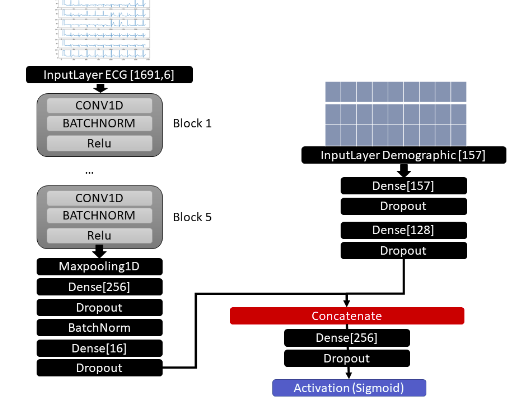 InputLayer ECG [1691,6]
CONV1D
BATCHNORM
Relu
Block 1
...
CONV1D
BATCHNORM
Relu
Block 5
Maxpooling1D
Dense[256]
Dropout
BatchNorm
Dense[16]
Dropout
InputLayer Demographic [157]
Dense[157]
Dropout
Dense[128]
Dropout
Concatenate
Dense[256]
Dropout
Activation (Sigmoid)